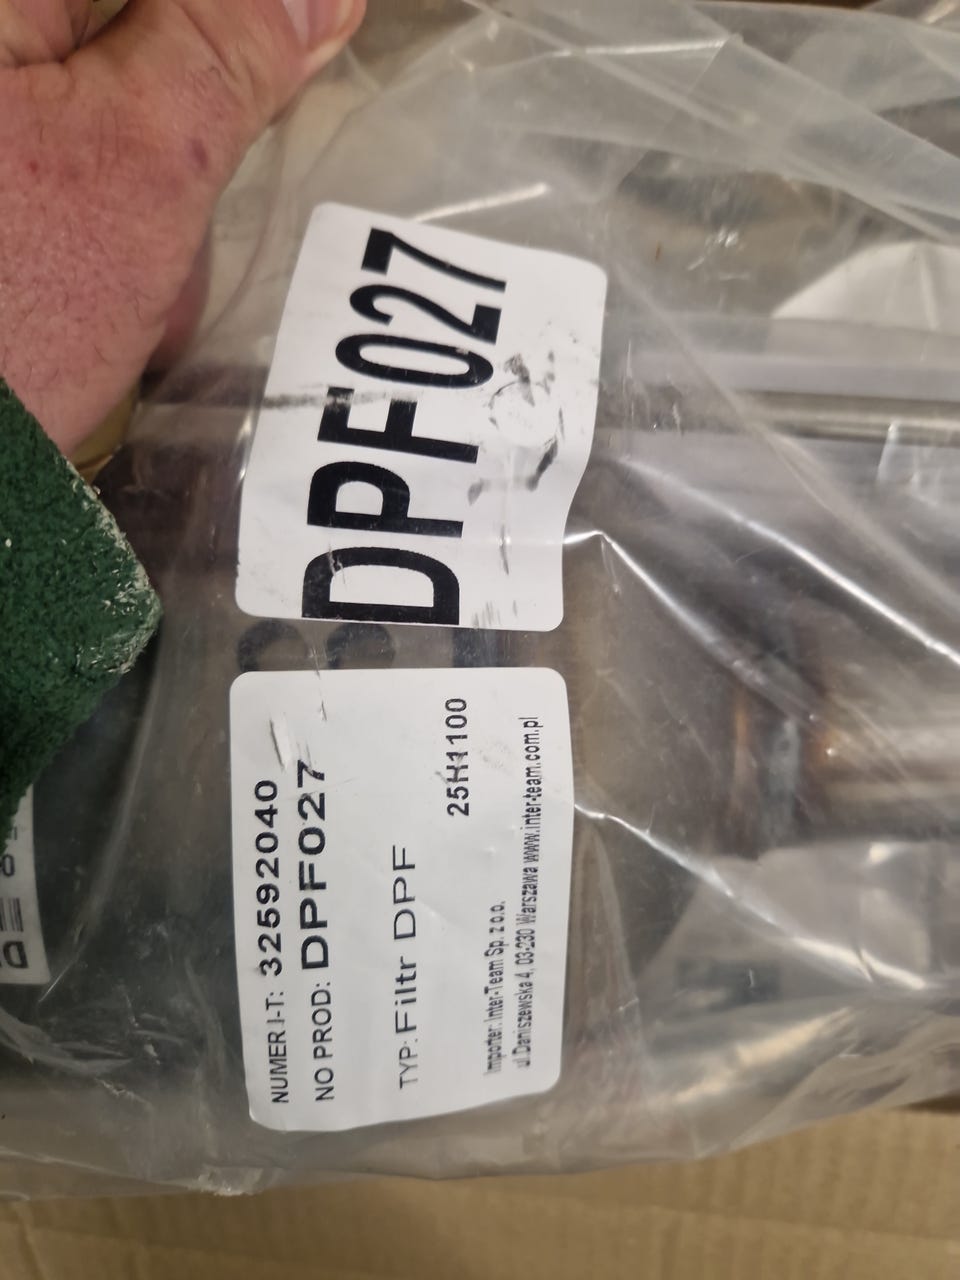 DPF027
NUMER I-T: 32592040
NO PROD: DPF027
TYP: Filtr DPF
25H1100
Importer: Inter-Team Sp. z o.o.
ul.Daniszewska 4, 03-230 Warszawa www.inter-team.com.pl